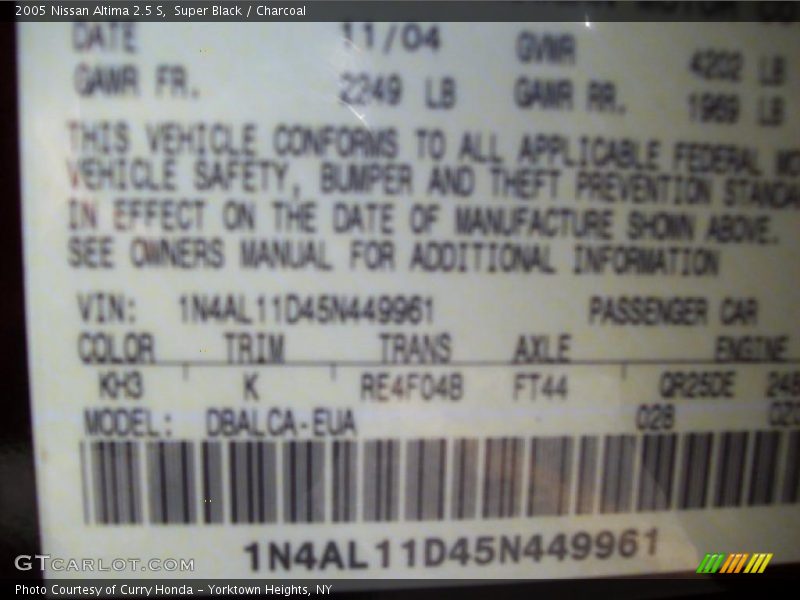 2005 Nissan Altima 2.5 S, Super Black / Charcoal
DATE 11/04 GVWR 4202 LB
GAWR FR. 2249 LB GAWR RR. 1989 LB
THIS VEHICLE CONFORMS TO ALL APPLICABLE FEDERAL
VEHICLE SAFETY, BUMPER AND THEFT PREVENTION STANDA
IN EFFECT ON THE DATE OF MANUFACTURE SHOWN ABOVE.
SEE OWNERS MANUAL FOR ADDITIONAL INFORMATION
VIN: 1N4AL11D45N449961 PASSENGER CAR
COLOR TRIM TRANS AXLE ENGINE
KH3 K RE4F04B FT44 QR25DE
MODEL: DBALCA-EUA 028
1N4AL11D45N449961
GTCARLOT.COM
Photo Courtesy of Curry Honda - Yorktown Heights, NY